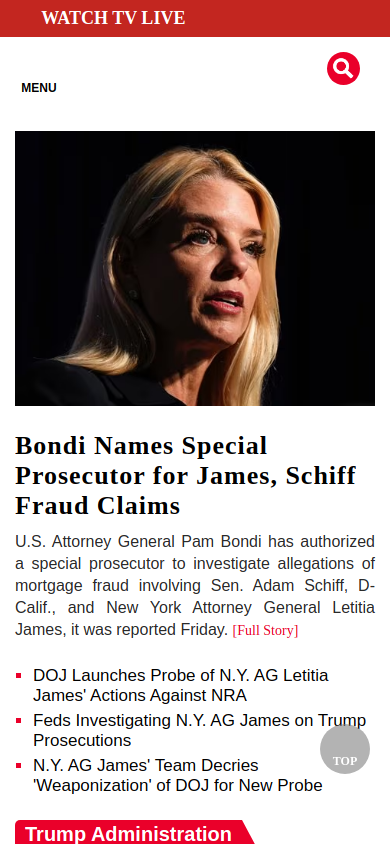 WATCH TV LIVE
MENU
Bondi Names Special
Prosecutor for James, Schiff
Fraud Claims
U.S. Attorney General Pam Bondi has authorized
a special prosecutor to investigate allegations of
mortgage fraud involving Sen. Adam Schiff, D-
Calif., and New York Attorney General Letitia
James, it was reported Friday. [Full Story]
DOJ Launches Probe of N.Y. AG Letitia
James' Actions Against NRA
Feds Investigating N.Y. AG James on Trump
Prosecutions
N.Y. AG James' Team Decries
'Weaponization' of DOJ for New Probe
TOP
Trump Administration